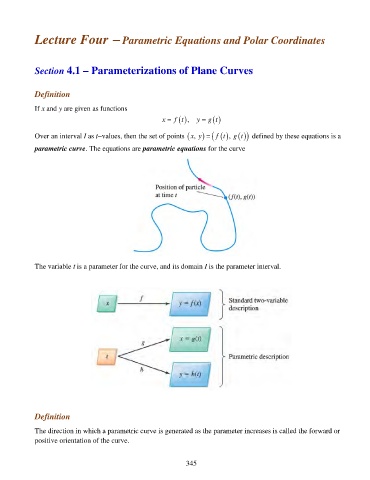 Lecture Four – Parametric Equations and Polar Coordinates
Section 4.1 – Parameterizations of Plane Curves
Definition
If x and y are given as functions
x = f(t), y = g(t)
Over an interval I as t–values, then the set of points (x, y) = (f(t), g(t)) defined by these equations is a
parametric curve. The equations are parametric equations for the curve
Position of particle
at time t
(f(t), g(t))
The variable t is a parameter for the curve, and its domain I is the parameter interval.
x
f
y = f(x)
Standard two-variable
description
t
g
x = g(t)
h
y = h(t)
Parametric description
Definition
The direction in which a parametric curve is generated as the parameter increases is called the forward or
positive orientation of the curve.
345